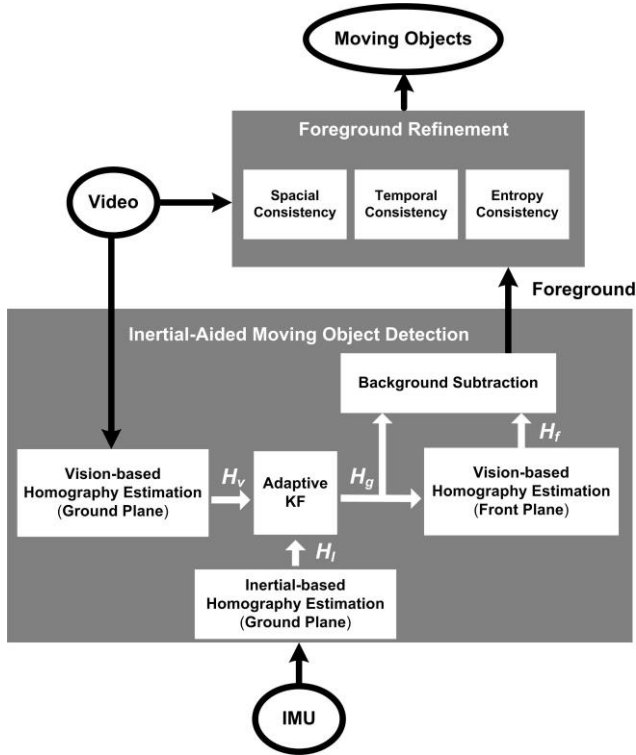 Moving Objects
Foreground Refinement
Video
Spacial
Consistency
Temporal
Consistency
Entropy
Consistency
Foreground
Inertial-Aided Moving Object Detection
Background Subtraction
H_f
Vision-based
Homography Estimation
(Ground Plane)
H_v
Adaptive
KF
H_g
Vision-based
Homography Estimation
(Front Plane)
H_I
Inertial-based
Homography Estimation
(Ground Plane)
IMU